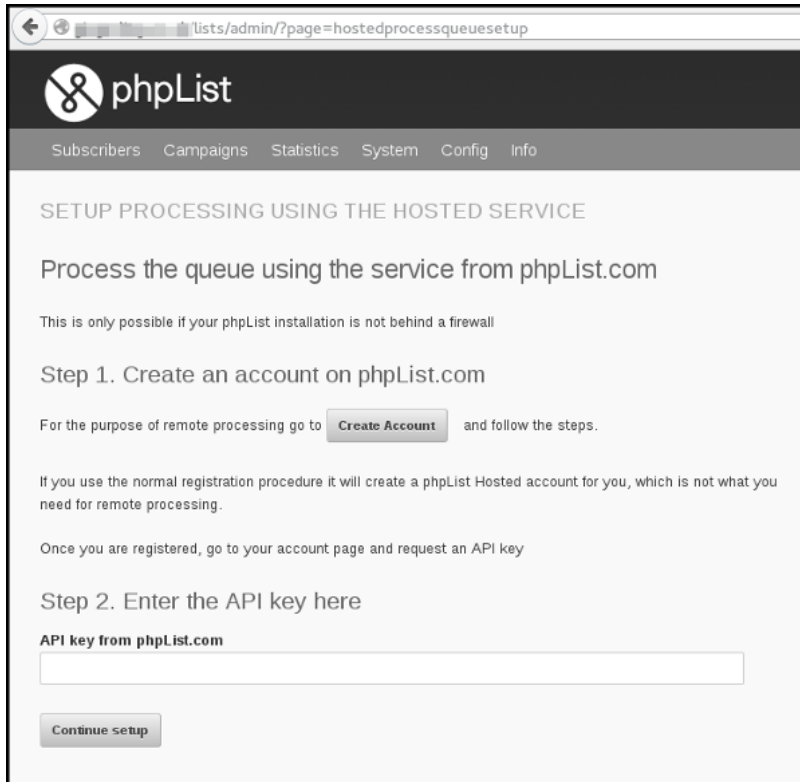 /lists/admin/?page=hostedprocessqueuesetup
phpList
Subscribers Campaigns Statistics System Config Info
SETUP PROCESSING USING THE HOSTED SERVICE
Process the queue using the service from phpList.com
This is only possible if your phpList installation is not behind a firewall
Step 1. Create an account on phpList.com
For the purpose of remote processing go to Create Account and follow the steps.
If you use the normal registration procedure it will create a phpList Hosted account for you, which is not what you
need for remote processing.
Once you are registered, go to your account page and request an API key
Step 2. Enter the API key here
API key from phpList.com
Continue setup